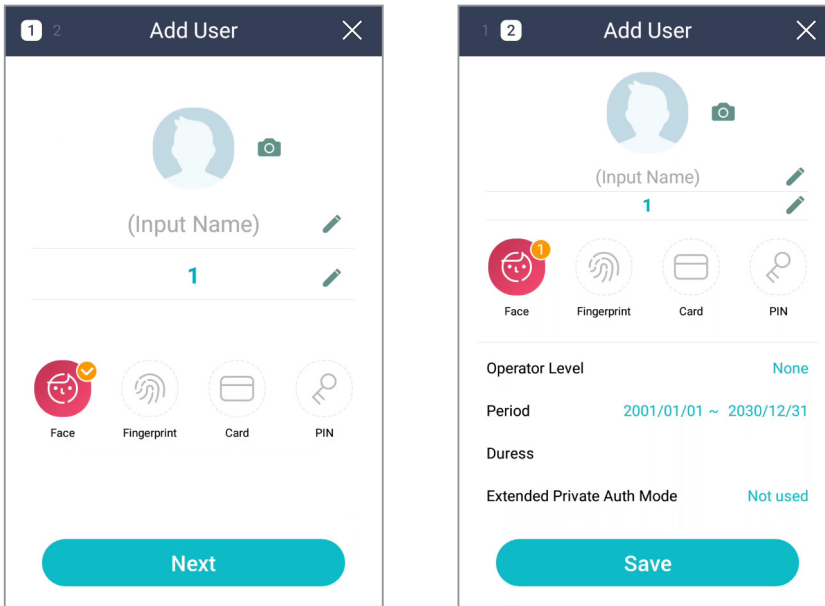 1 2 Add User
(Input Name)
1
Face Fingerprint Card PIN
Next
1 2 Add User
(Input Name)
1
1
Face Fingerprint Card PIN
Operator Level None
Period 2001/01/01 ~ 2030/12/31
Duress
Extended Private Auth Mode Not used
Save